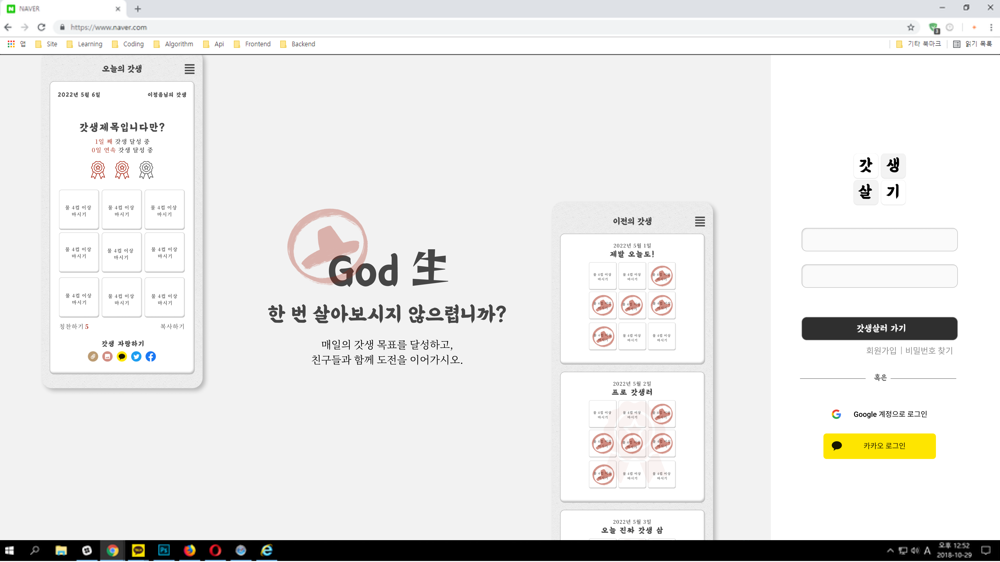 NAVER
https://www.naver.com
앱 Site Learning Coding Algorithm Api Frontend Backend 기타 북마크 읽기 목록
오늘의 갓생
2022년 5월 6일 이정음님의 갓생
갓생제목입니다만?
1일 째 갓생 달성 중
0일 연속 갓생 달성 중
물 4컵 이상 물 4컵 이상 물 4컵 이상
마시기 마시기 마시기
물 4컵 이상 물 4컵 이상 물 4컵 이상
마시기 마시기 마시기
물 4컵 이상 물 4컵 이상 물 4컵 이상
마시기 마시기 마시기
칭찬하기 5 복사하기
갓생 자랑하기
God 生
한 번 살아보시지 않으렵니까?
매일의 갓생 목표를 달성하고,
친구들과 함께 도전을 이어가시오.
이전의 갓생
2022년 5월 1일
제발 오늘도!
물 4컵 이상 물 4컵 이상 물 4컵 이상
마시기 마시기 마시기
물 4컵 이상 물 4컵 이상 물 4컵 이상
마시기 마시기 마시기
물 4컵 이상 물 4컵 이상 물 4컵 이상
마시기 마시기 마시기
2022년 5월 2일
프로 갓생러
물 4컵 이상 물 4컵 이상 물 4컵 이상
마시기 마시기 마시기
물 4컵 이상 물 4컵 이상 물 4컵 이상
마시기 마시기 마시기
물 4컵 이상 물 4컵 이상 물 4컵 이상
마시기 마시기 마시기
2022년 5월 3일
오늘 진짜 갓생 삼
갓 생
살 기
갓생살러 가기
회원가입 | 비밀번호 찾기
혹은
Google 계정으로 로그인
카카오 로그인
Ps
A
오후 12:52
2018-10-29